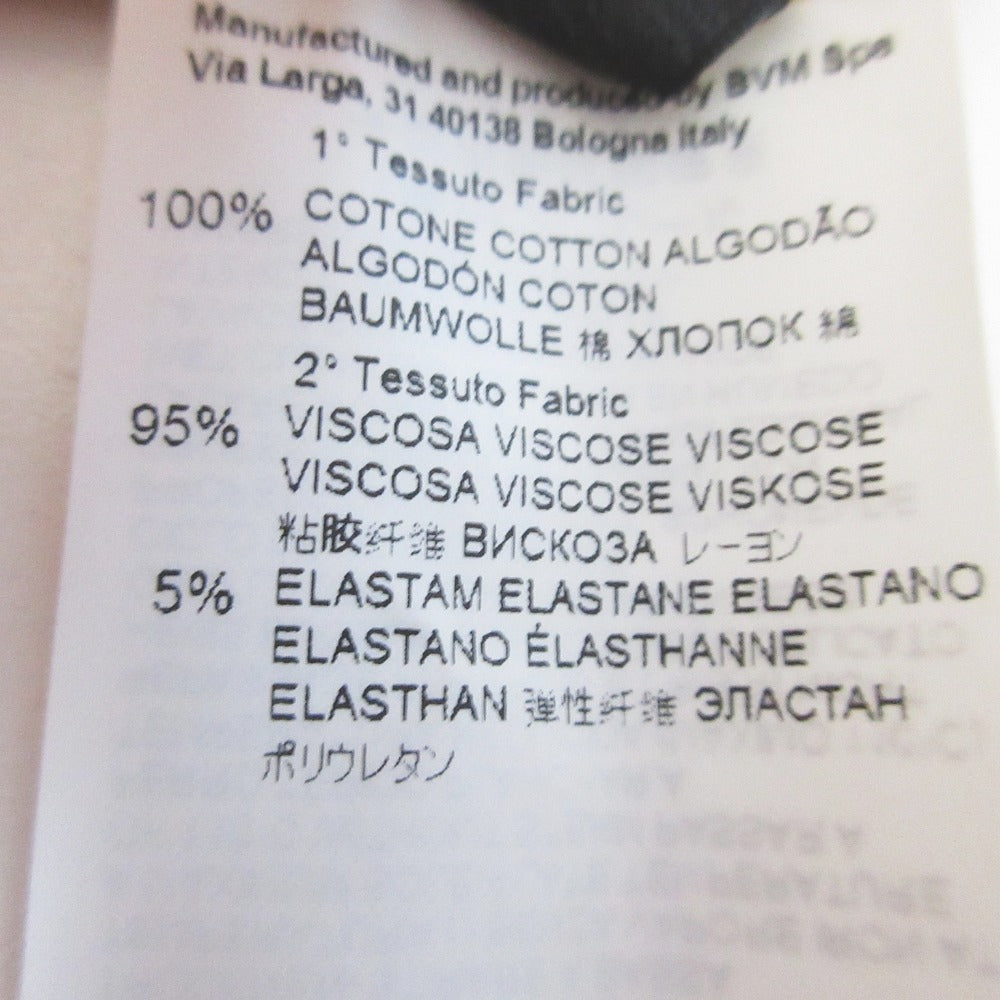 Manufactured and produced by BVM Spa
Via Larga, 31 40138 Bologna Italy
1° Tessuto Fabric
100% COTONE COTTON ALGODÃO
ALGODÓN COTON
BAUMWOLLE 棉 ХЛОПОК 綿
2° Tessuto Fabric
95% VISCOSA VISCOSE VISCOSE
VISCOSA VISCOSE VISKOSE
粘胶纤维 ВИСКОЗА レーヨン
5% ELASTAM ELASTANE ELASTANO
ELASTANO ÉLASTHANNE
ELASTHAN 弹性纤维 ЭЛАСТАН
ポリウレタン